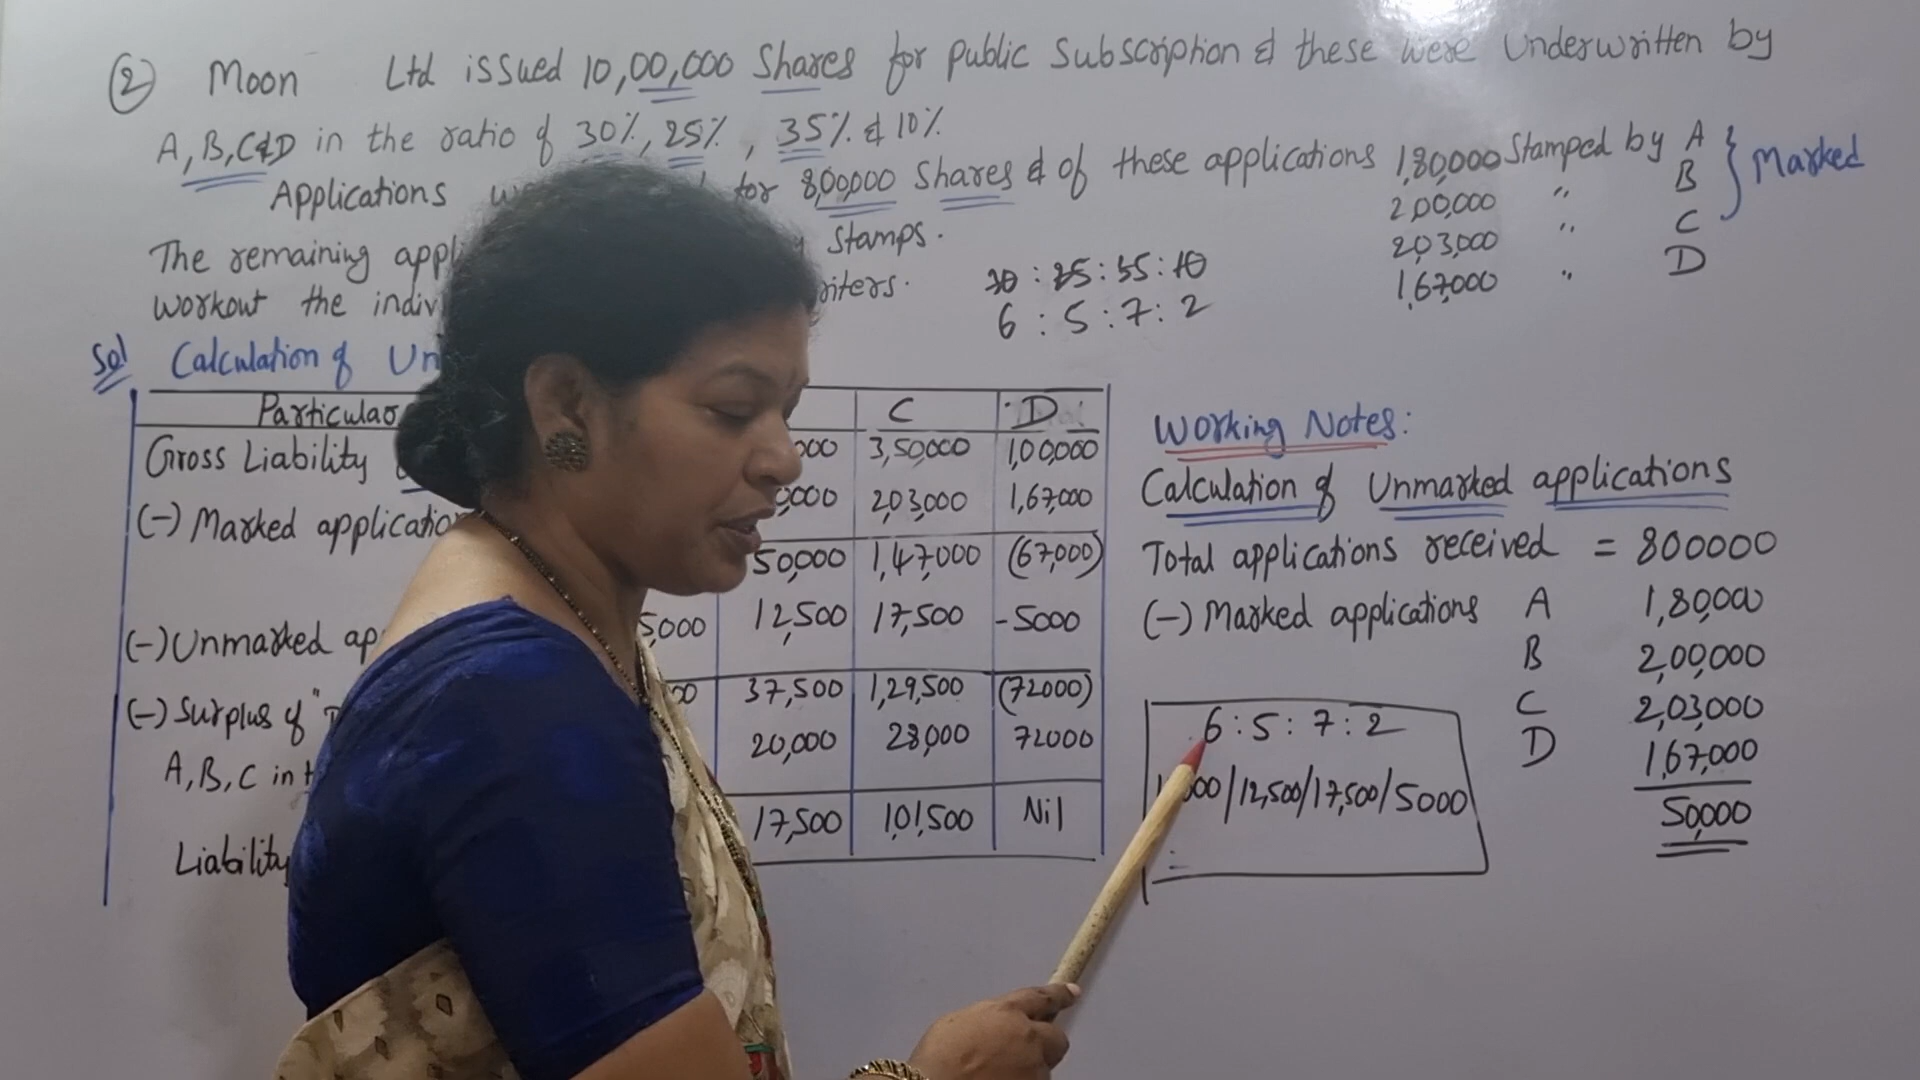 ② Moon Ltd issued 10,00,000 Shares for public Subscription & these were Underwritten by
A, B, C&D in the ratio of 30%, 25%, 35% & 10%
Applications for 8,00,000 Shares & of these applications 1,80,000 Stamped by A
2,00,000 " B
2,03,000 " C
1,67,000 " D
} Marked
The remaining stamps.
Workout the
30 : 25 : 35 : 10
6 : 5 : 7 : 2
Sol Calculation of
Particular C D
Gross Liability 3,50,000 1,00,000
(-) Marked 2,03,000 1,67,000
50,000 1,47,000 (67,000)
(-) Unmarked 12,500 17,500 -5000
37,500 1,29,500 (72000)
(-) Surplus of "
A, B, C in 20,000 28,000 72000
Liability 17,500 1,01,500 Nil
Working Notes:
Calculation of Unmarked applications
Total applications received = 800000
(-) Marked applications A 1,80,000
B 2,00,000
C 2,03,000
D 1,67,000
50,000
6 : 5 : 7 : 2
/12,500/17,500/5000